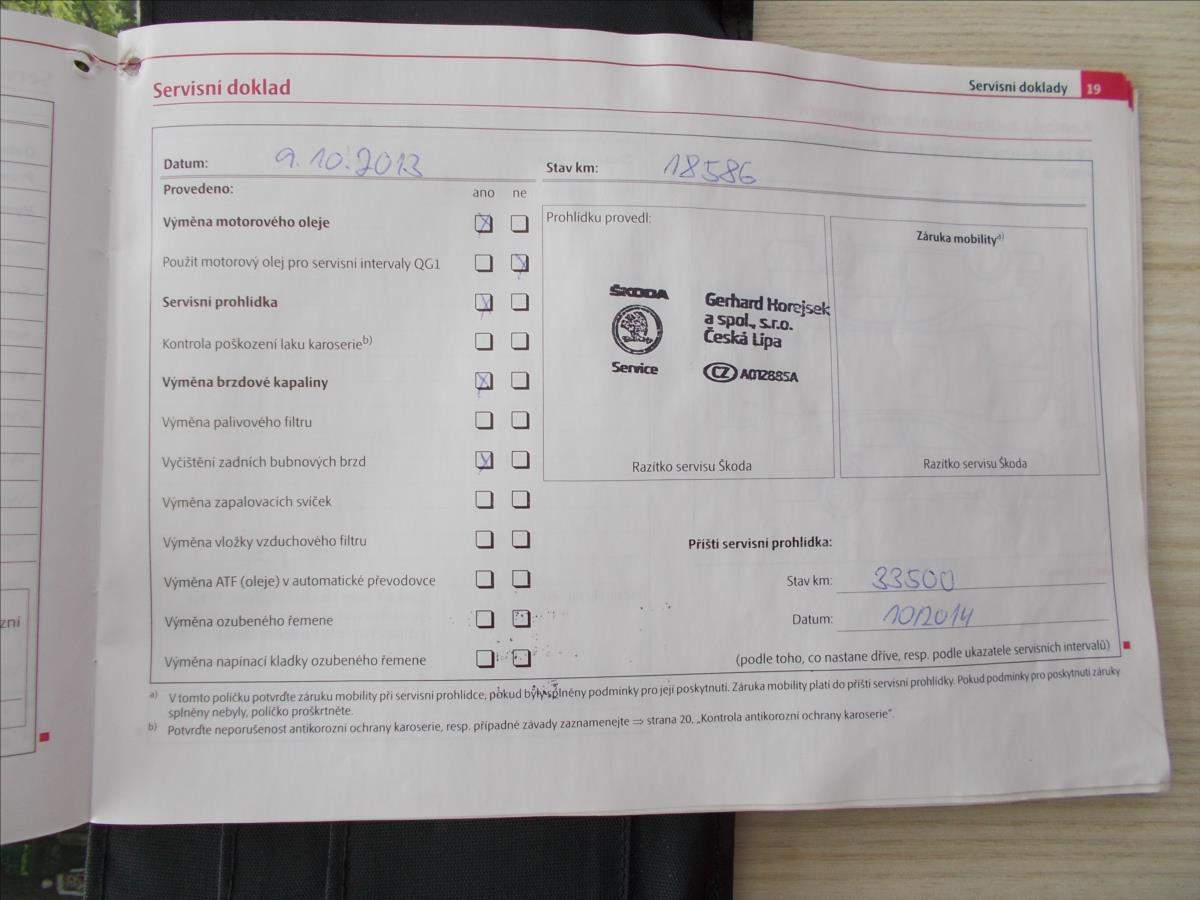 Servisní doklad
Servisní doklady 19
Datum: 9.10.2013
Stav km: 18586
Provedeno: ano ne
Výměna motorového oleje
Použit motorový olej pro servisní intervaly QG1
Servisní prohlídka
Kontrola poškození laku karoserie b)
Výměna brzdové kapaliny
Výměna palivového filtru
Vyčištění zadních bubnových brzd
Výměna zapalovacích svíček
Výměna vložky vzduchového filtru
Výměna ATF (oleje) v automatické převodovce
Výměna ozubeného řemene
Výměna napínací kladky ozubeného řemene
Prohlídku provedl:
ŠKODA
Service
Gerhard Horejsek
a spol., s.r.o.
Česká Lípa
CZ A012885A
Razítko servisu Škoda
Záruka mobility a)
Razítko servisu Škoda
Příští servisní prohlídka:
Stav km: 33500
Datum: 10/2014
(podle toho, co nastane dříve, resp. podle ukazatele servisních intervalů)
a) V tomto políčku potvrďte záruku mobility při servisní prohlídce, pokud byly splněny podmínky pro její poskytnutí. Záruka mobility platí do příští servisní prohlídky. Pokud podmínky pro poskytnutí záruky
splněny nebyly, políčko proškrtněte.
b) Potvrďte neporušenost antikorozní ochrany karoserie, resp. případné závady zaznamenejte ⇒ strana 20, „Kontrola antikorozní ochrany karoserie“.
zní